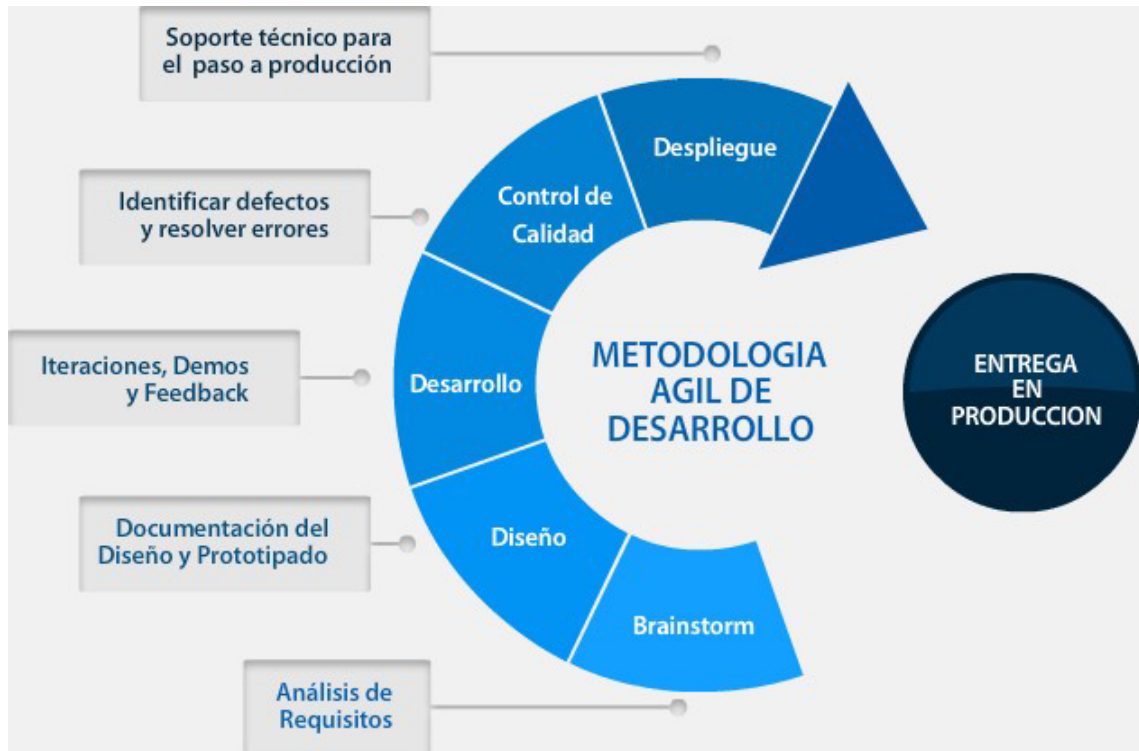 Soporte técnico para
el paso a producción
Despliegue
Identificar defectos
y resolver errores
Control de
Calidad
Iteraciones, Demos
y Feedback
Desarrollo
METODOLOGIA
AGIL DE
DESARROLLO
ENTREGA
EN
PRODUCCION
Documentación del
Diseño y Prototipado
Diseño
Brainstorm
Análisis de
Requisitos